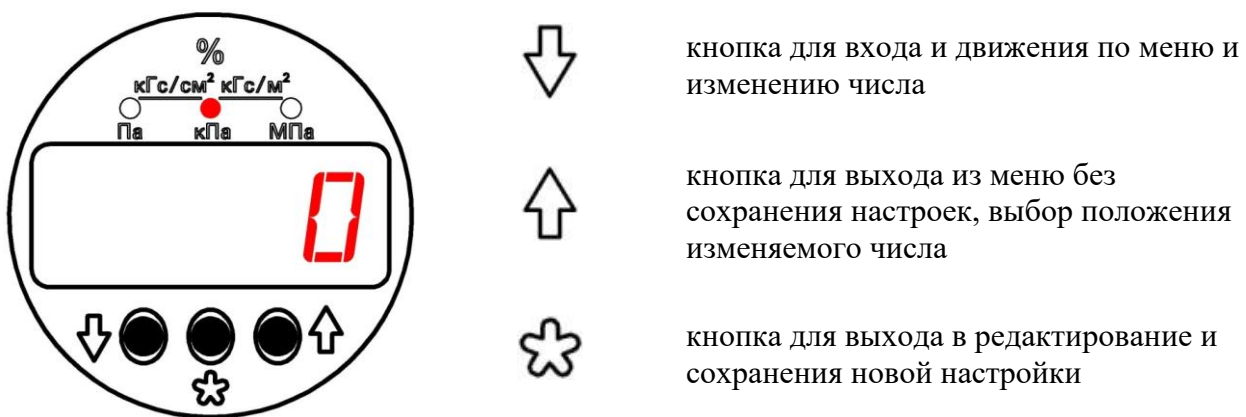 %
кГс/см² кГс/м²
Па кПа МПа
0
кнопка для входа и движения по меню и
изменению числа
кнопка для выхода из меню без
сохранения настроек, выбор положения
изменяемого числа
кнопка для выхода в редактирование и
сохранения новой настройки